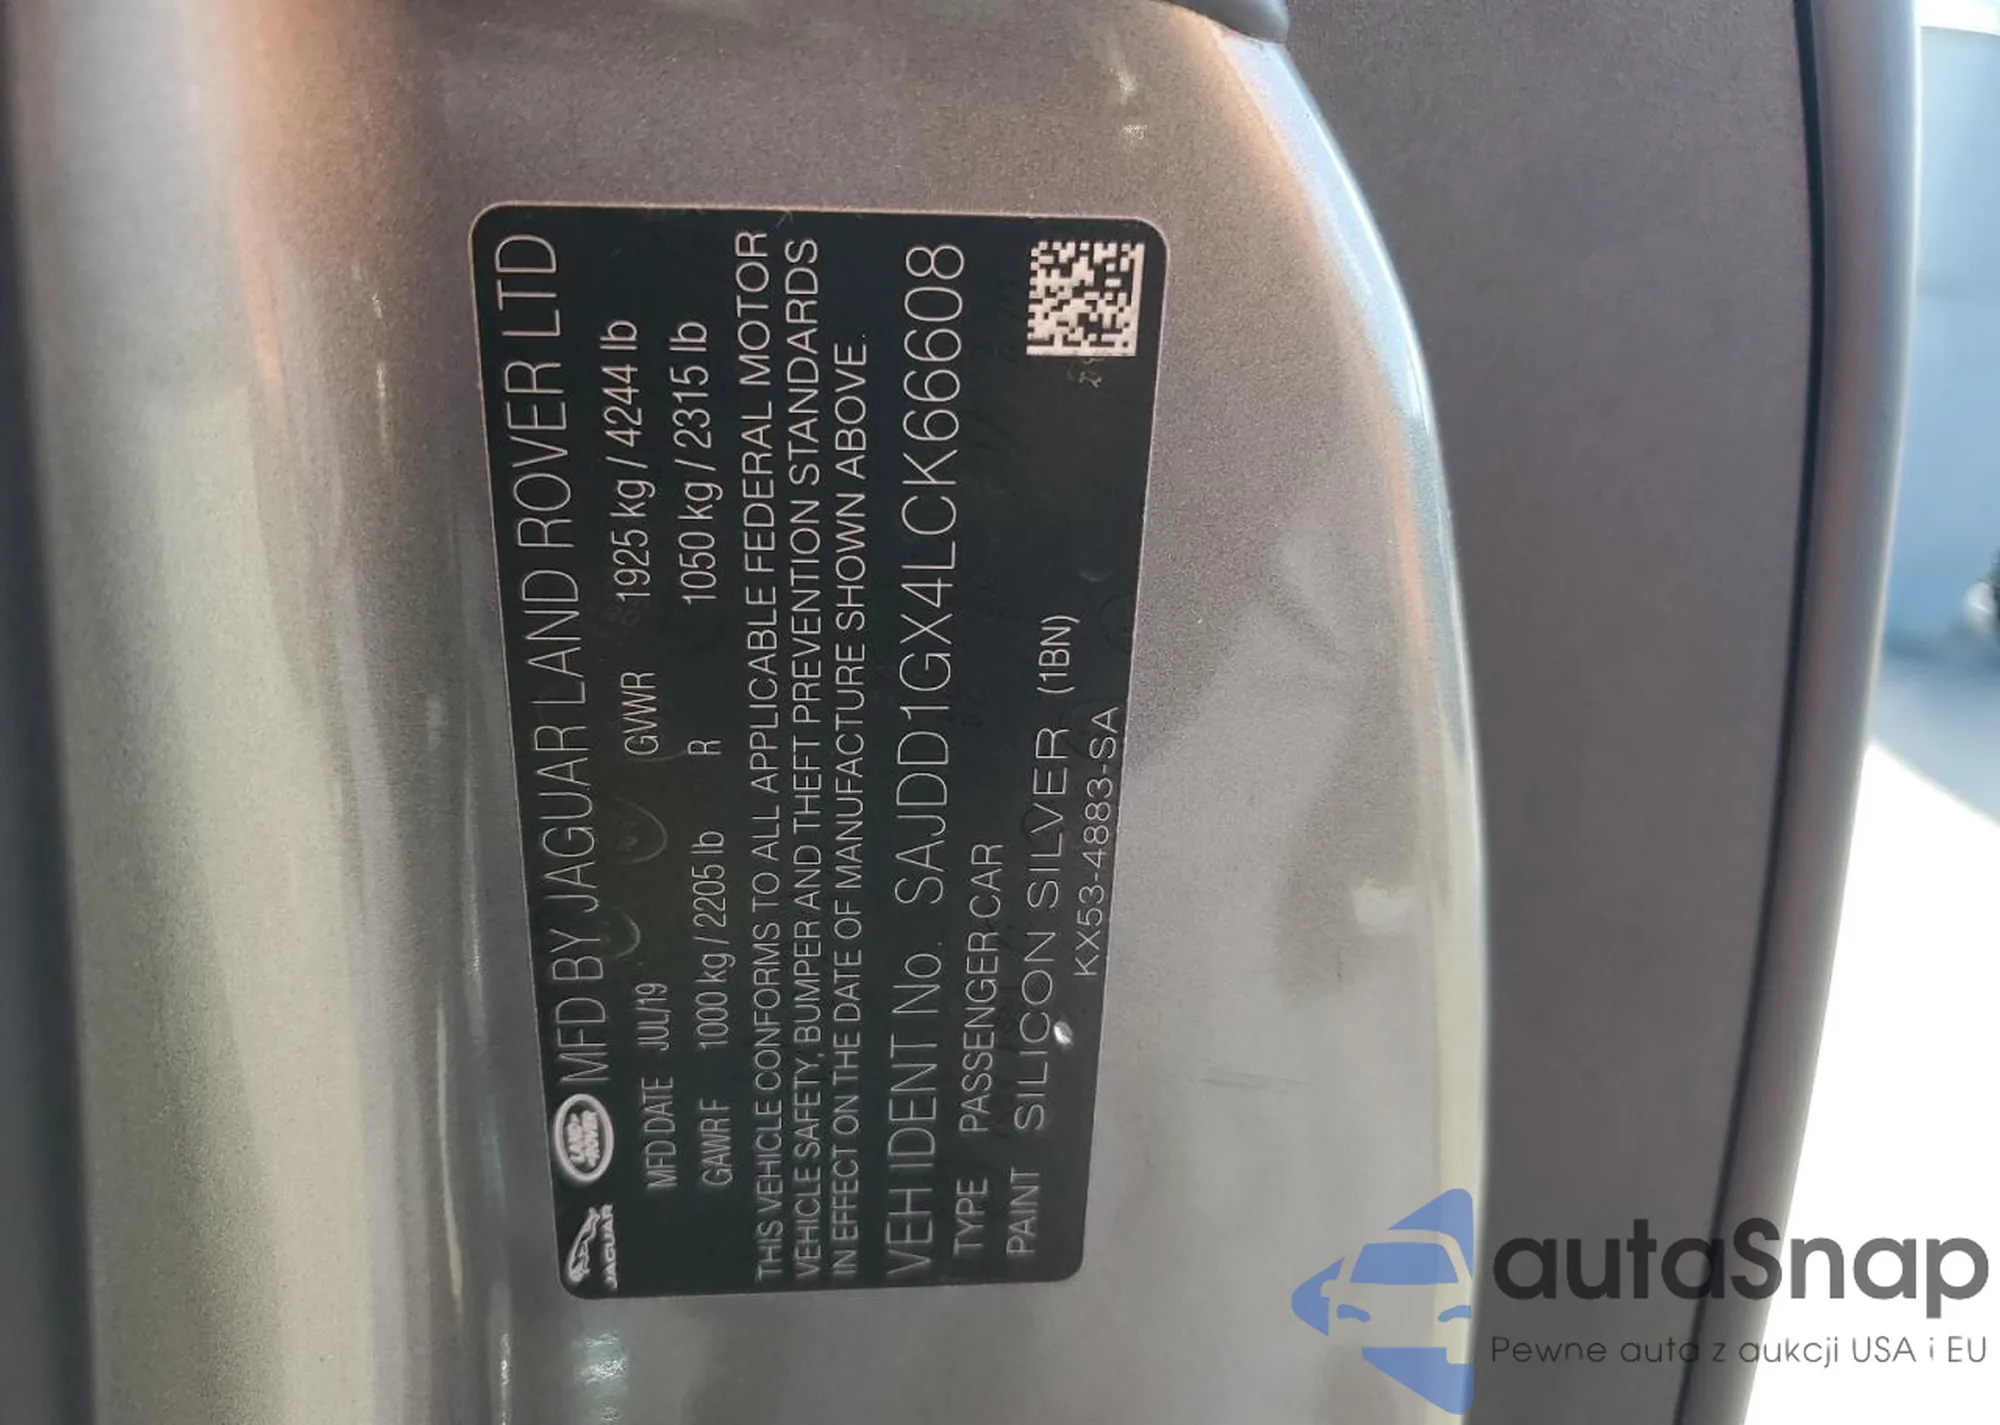 JAGUAR
LAND-
-ROVER
MFD BY JAGUAR LAND ROVER LTD
MFD DATE JUL/19 GVWR 1925 kg / 4244 lb
GAWR F 1000 kg / 2205 lb R 1050 kg / 2315 lb
THIS VEHICLE CONFORMS TO ALL APPLICABLE FEDERAL MOTOR
VEHICLE SAFETY, BUMPER AND THEFT PREVENTION STANDARDS
IN EFFECT ON THE DATE OF MANUFACTURE SHOWN ABOVE.
VEH IDENT No. SAJDD1GX4LCK66608
TYPE PASSENGER CAR
PAINT SILICON SILVER (1BN)
KX53-4883-SA
autaSnap
Pewne auta z aukcji USA i EU